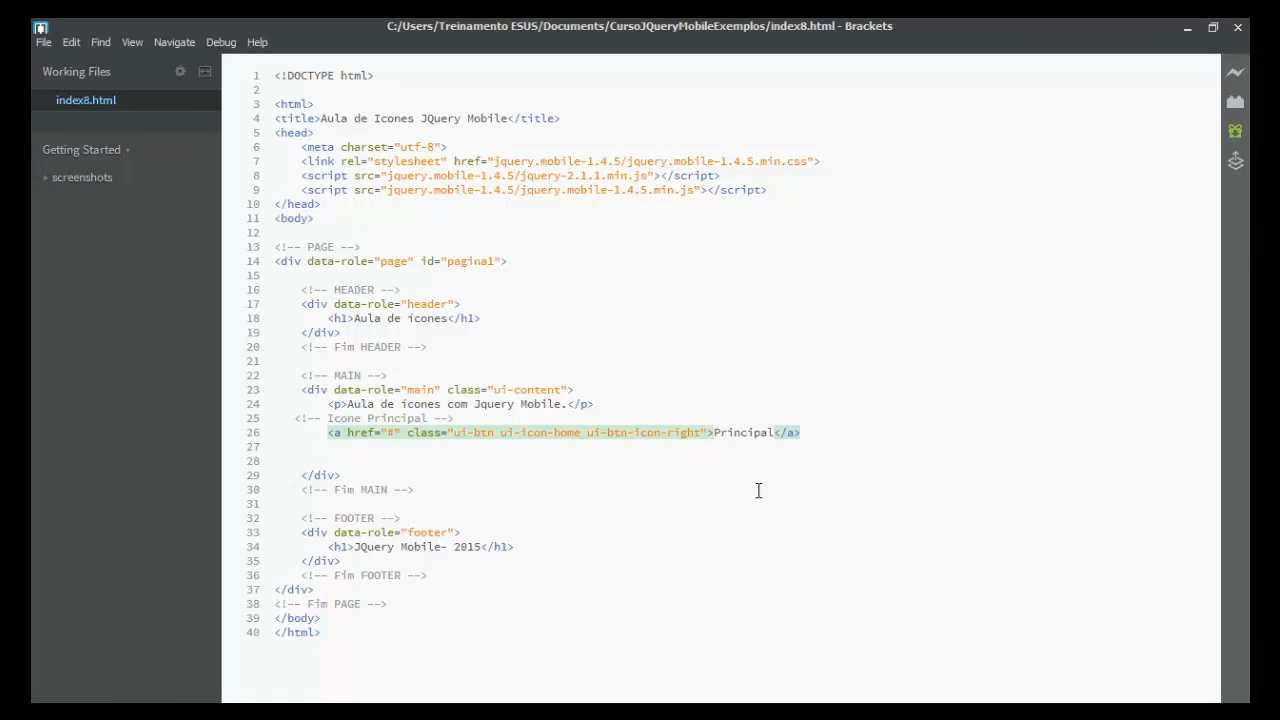 C:/Users/Treinamento ESUS/Documents/CursoJQueryMobileExemplos/index8.html - Brackets
File Edit Find View Navigate Debug Help
Working Files
index8.html
Getting Started
screenshots
1 <!DOCTYPE html>
2
3 <html>
4 <title>Aula de Icones JQuery Mobile</title>
5 <head>
6 <meta charset="utf-8">
7 <link rel="stylesheet" href="jquery.mobile-1.4.5/jquery.mobile-1.4.5.min.css">
8 <script src="jquery.mobile-1.4.5/jquery-2.1.1.min.js"></script>
9 <script src="jquery.mobile-1.4.5/jquery.mobile-1.4.5.min.js"></script>
10 </head>
11 <body>
12
13 <!-- PAGE -->
14 <div data-role="page" id="pagina1">
15
16 <!-- HEADER -->
17 <div data-role="header">
18 <h1>Aula de icones</h1>
19 </div>
20 <!-- Fim HEADER -->
21
22 <!-- MAIN -->
23 <div data-role="main" class="ui-content">
24 <p>Aula de icones com Jquery Mobile.</p>
25 <!-- Icone Principal -->
26 <a href="#" class="ui-btn ui-icon-home ui-btn-icon-right">Principal</a>
27
28
29 </div>
30 <!-- Fim MAIN -->
31
32 <!-- FOOTER -->
33 <div data-role="footer">
34 <h1>JQuery Mobile- 2015</h1>
35 </div>
36 <!-- Fim FOOTER -->
37 </div>
38 <!-- Fim PAGE -->
39 </body>
40 </html>